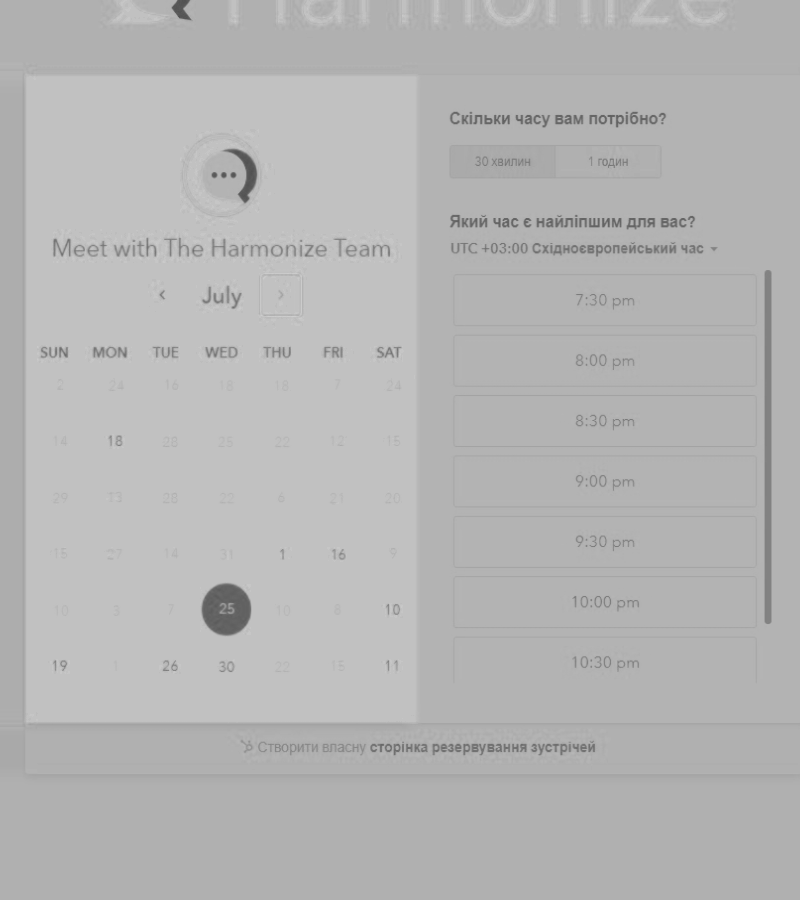 Harmonize
Meet with The Harmonize Team
July
SUN MON TUE WED THU FRI SAT
2 24 16 18 18 7 24
14 18 28 25 22 12 15
29 13 28 22 6 21 20
15 27 14 31 1 16 9
10 3 7 25 10 8 10
19 1 26 30 22 15 11
Скільки часу вам потрібно?
30 хвилин 1 годин
Який час є найліпшим для вас?
UTC +03:00 Східноєвропейський час
7:30 pm
8:00 pm
8:30 pm
9:00 pm
9:30 pm
10:00 pm
10:30 pm
Створити власну сторінка резервування зустрічей